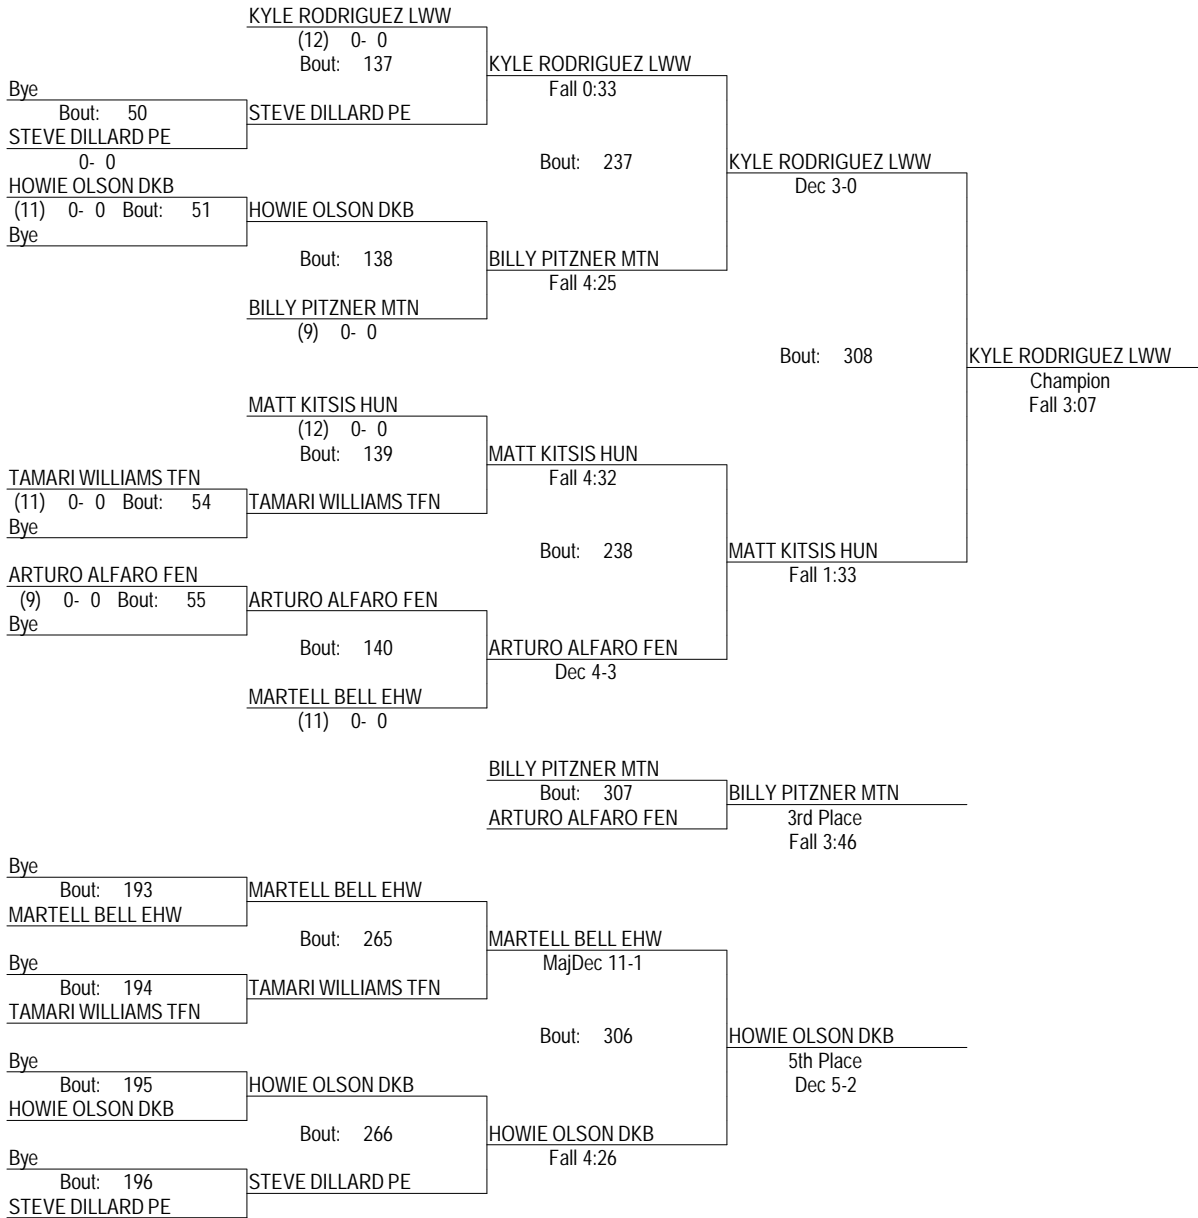 KYLE RODRIGUEZ LWW
(12) 0- 0
Bout: 137
KYLE RODRIGUEZ LWW
Fall 0:33
Bye
Bout: 50
STEVE DILLARD PE
STEVE DILLARD PE
0- 0
Bout: 237
KYLE RODRIGUEZ LWW
Dec 3-0
HOWIE OLSON DKB
(11) 0- 0 Bout: 51
HOWIE OLSON DKB
Bye
Bout: 138
BILLY PITZNER MTN
Fall 4:25
BILLY PITZNER MTN
(9) 0- 0
Bout: 308
KYLE RODRIGUEZ LWW
Champion
Fall 3:07
MATT KITSIS HUN
(12) 0- 0
Bout: 139
MATT KITSIS HUN
Fall 4:32
TAMARI WILLIAMS TFN
(11) 0- 0 Bout: 54
TAMARI WILLIAMS TFN
Bye
Bout: 238
MATT KITSIS HUN
Fall 1:33
ARTURO ALFARO FEN
(9) 0- 0 Bout: 55
ARTURO ALFARO FEN
Bye
Bout: 140
ARTURO ALFARO FEN
Dec 4-3
MARTELL BELL EHW
(11) 0- 0
BILLY PITZNER MTN
Bout: 307
BILLY PITZNER MTN
ARTURO ALFARO FEN
3rd Place
Fall 3:46
Bye
Bout: 193
MARTELL BELL EHW
MARTELL BELL EHW
Bout: 265
MARTELL BELL EHW
MajDec 11-1
Bye
Bout: 194
TAMARI WILLIAMS TFN
TAMARI WILLIAMS TFN
Bout: 306
HOWIE OLSON DKB
5th Place
Dec 5-2
Bye
Bout: 195
HOWIE OLSON DKB
HOWIE OLSON DKB
Bout: 266
HOWIE OLSON DKB
Fall 4:26
Bye
Bout: 196
STEVE DILLARD PE
STEVE DILLARD PE